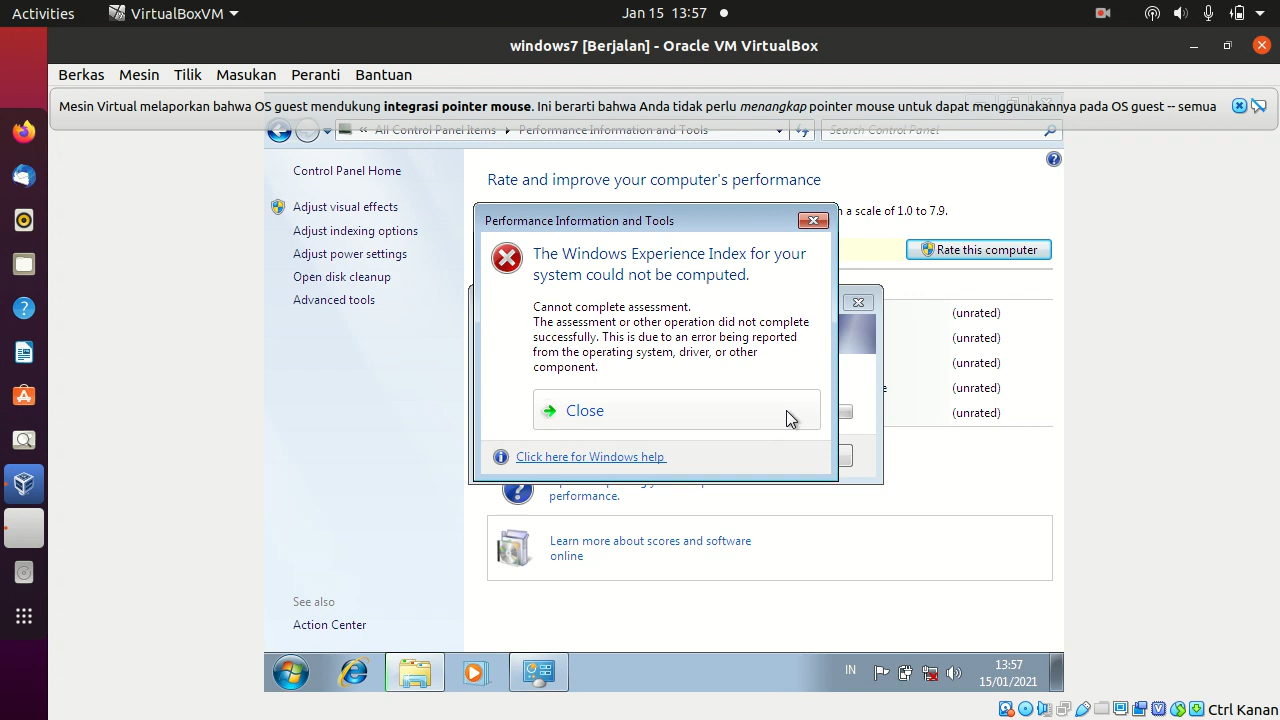 Activities
VirtualBoxVM
Jan 15 13:57
windows7 [Berjalan] - Oracle VM VirtualBox
Berkas Mesin Tilik Masukan Peranti Bantuan
Mesin Virtual melaporkan bahwa OS guest mendukung integrasi pointer mouse. Ini berarti bahwa Anda tidak perlu menangkap pointer mouse untuk dapat menggunakannya pada OS guest -- semua
« All Control Panel Items Performance Information and Tools
Search Control Panel
Control Panel Home
Adjust visual effects
Adjust indexing options
Adjust power settings
Open disk cleanup
Advanced tools
See also
Action Center
Rate and improve your computer's performance
n a scale of 1.0 to 7.9.
Rate this computer
(unrated)
(unrated)
(unrated)
(unrated)
(unrated)
Performance Information and Tools
The Windows Experience Index for your
system could not be computed.
Cannot complete assessment.
The assessment or other operation did not complete
successfully. This is due to an error being reported
from the operating system, driver, or other
component.
Close
Click here for Windows help
performance.
Learn more about scores and software
online
IN
13:57
15/01/2021
Ctrl Kanan